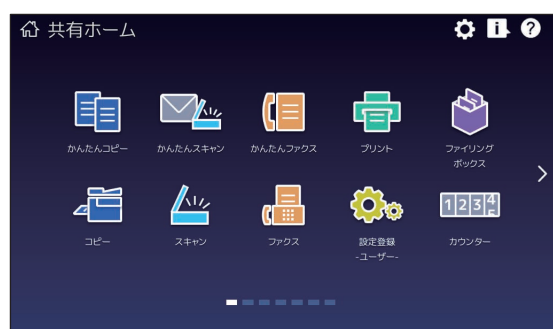 共有ホーム
かんたんコピー
かんたんスキャン
かんたんファクス
プリント
ファイリング
ボックス
コピー
スキャン
ファクス
設定登録
-ユーザー-
1234
カウンター